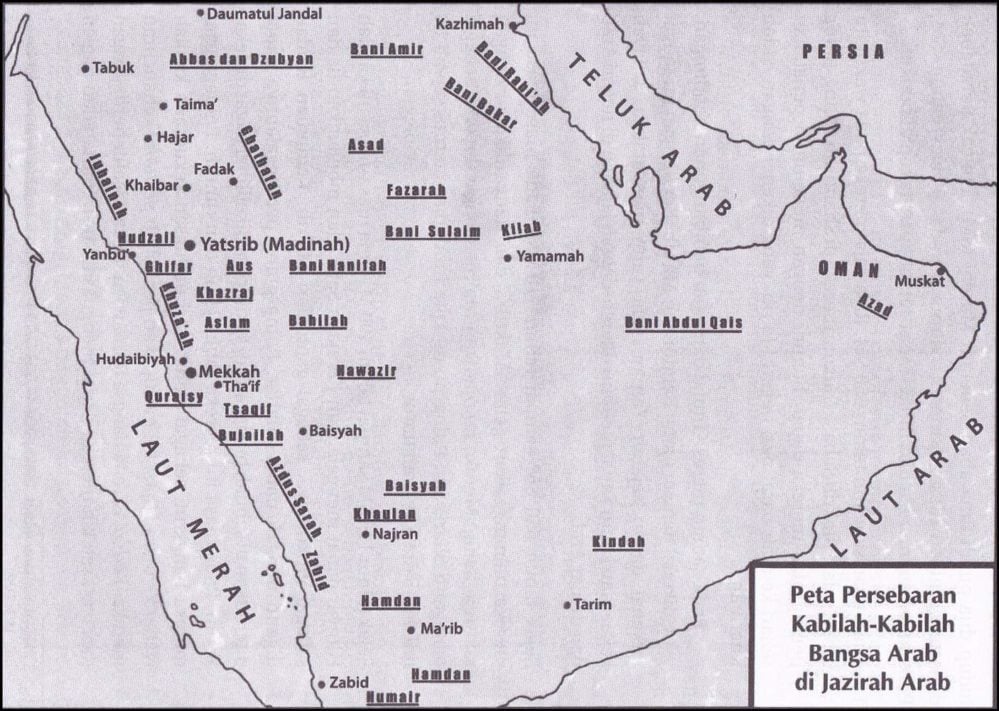 Daumatul Jandal
Kazhimah
Bani Amir
PERSIA
Abbas dan Dzubyan
Bani Rabi'ah
TELUK ARAB
Tabuk
Bani Bakar
Taima'
Hajar
Ghathafan
Asad
Juhainah
Fadak
Khaibar
Fazarah
Hudzail
Yatsrib (Madinah)
Bani Sulaim
Kilab
Yanbu'
Yamamah
Ghifar
Aus
Bani Hanifah
OMAN
Muskat
Khuza'ah
Khazraj
Azad
Aslam
Bahilah
Bani Abdul Qais
Hudaibiyah
Mekkah
Hawazir
Tha'if
Quraisy
Tsaqif
LAUT MERAH
Bujailah
Baisyah
LAUT ARAB
Azdus Sarah
Baisyah
Khaulan
Najran
Kindah
Zabid
Hamdan
Tarim
Ma'rib
Peta Persebaran
Kabilah-Kabilah
Bangsa Arab
di Jazirah Arab
Hamdan
Zabid
Humair